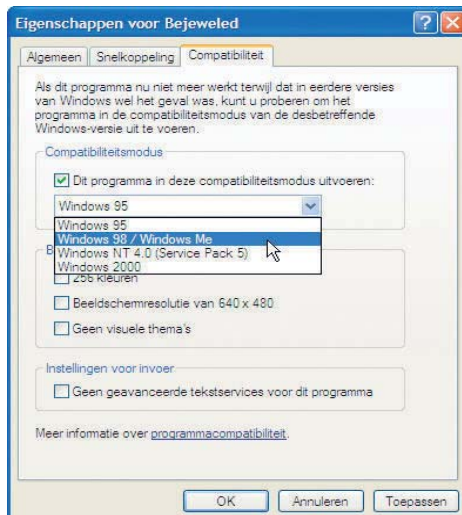 Eigenschappen voor Bejeweled
Algemeen Snelkoppeling Compatibiliteit
Als dit programma nu niet meer werkt terwijl dat in eerdere versies
van Windows wel het geval was, kunt u proberen om het
programma in de compatibiliteitsmodus van de desbetreffende
Windows-versie uit te voeren.
Compatibiliteitsmodus
Dit programma in deze compatibiliteitsmodus uitvoeren:
Windows 95
Windows 95
Windows 98 / Windows Me
B
Windows NT 4.0 (Service Pack 5)
Windows 2000
256 kleuren
Beeldschermresolutie van 640 x 480
Geen visuele thema's
Instellingen voor invoer
Geen geavanceerde tekstservices voor dit programma
Meer informatie over programmacompatibiliteit.
OK Annuleren Toepassen